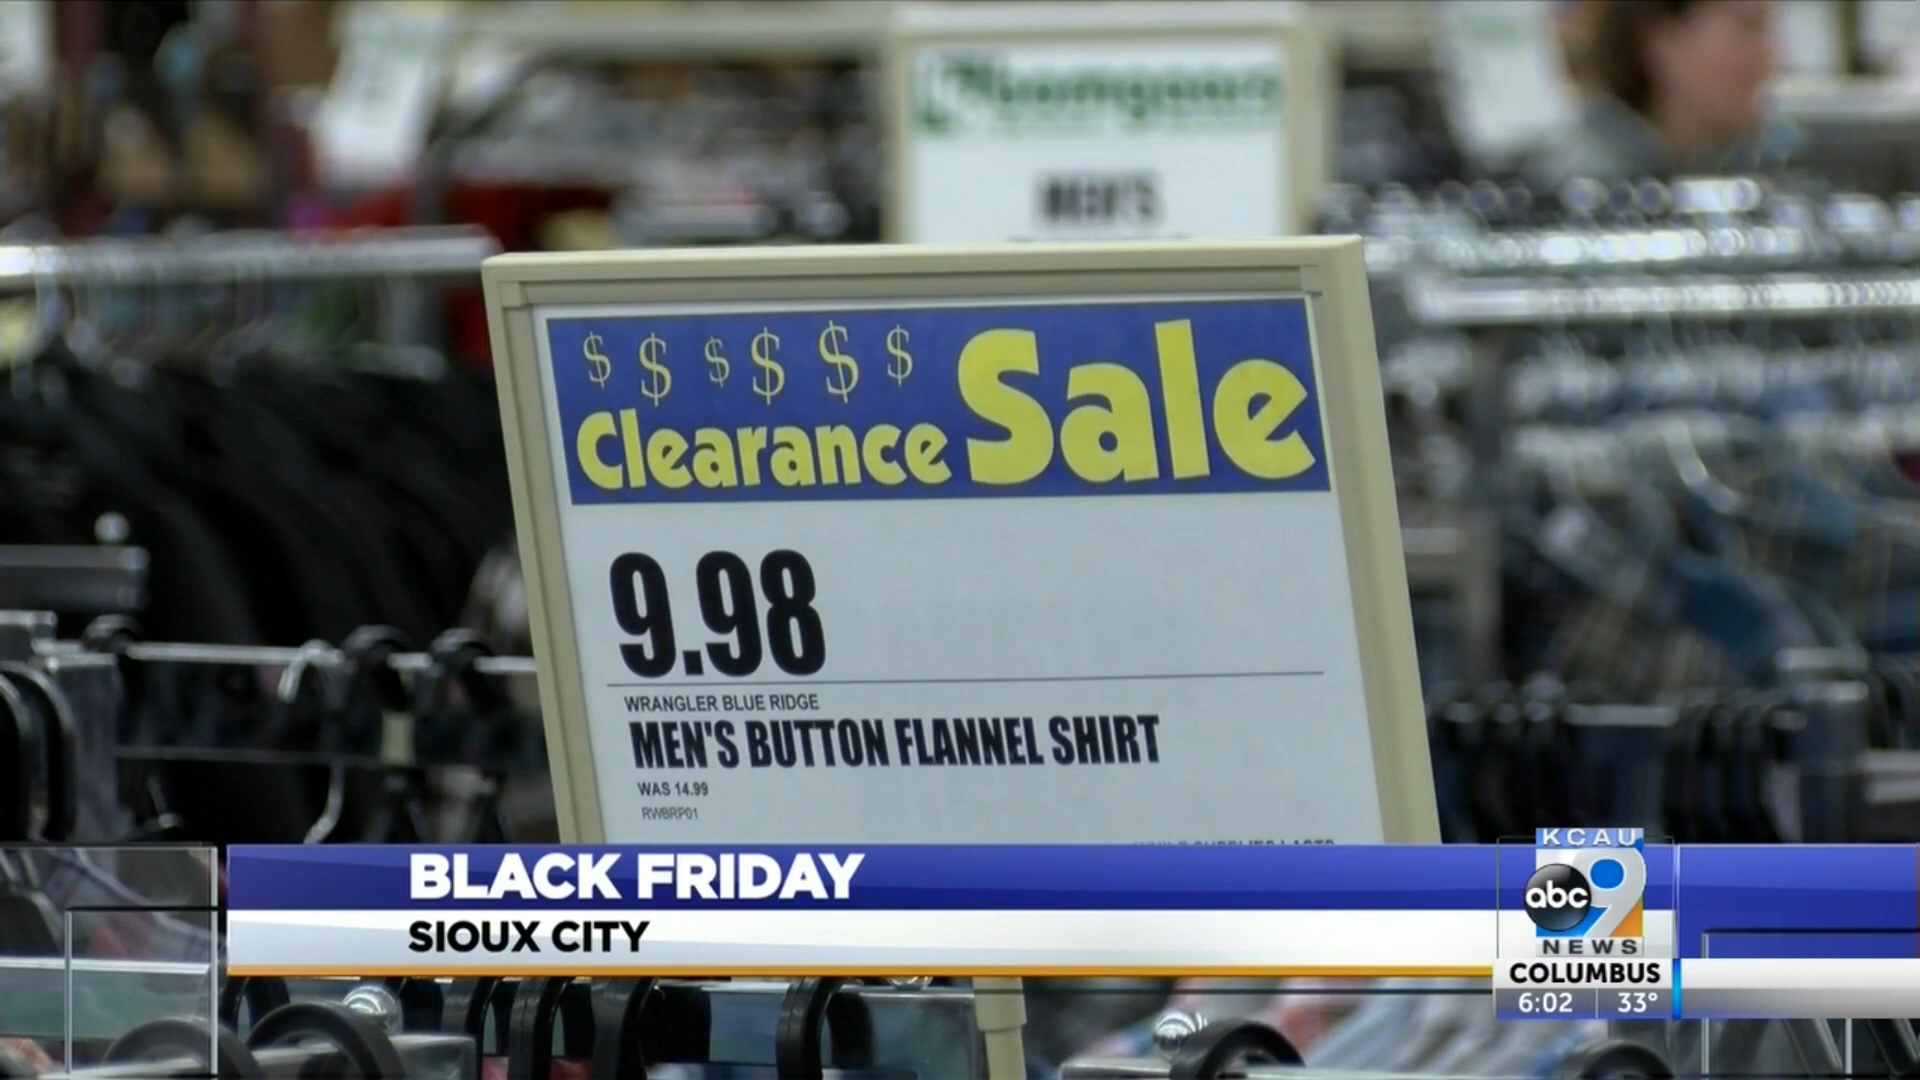 MEN'S
$ $ $ $ $ $
Clearance Sale
9.98
WRANGLER BLUE RIDGE
MEN'S BUTTON FLANNEL SHIRT
WAS 14.99
RWBRP01
BLACK FRIDAY
SIOUX CITY
KCAU
abc 9
NEWS
COLUMBUS
6:02 33°